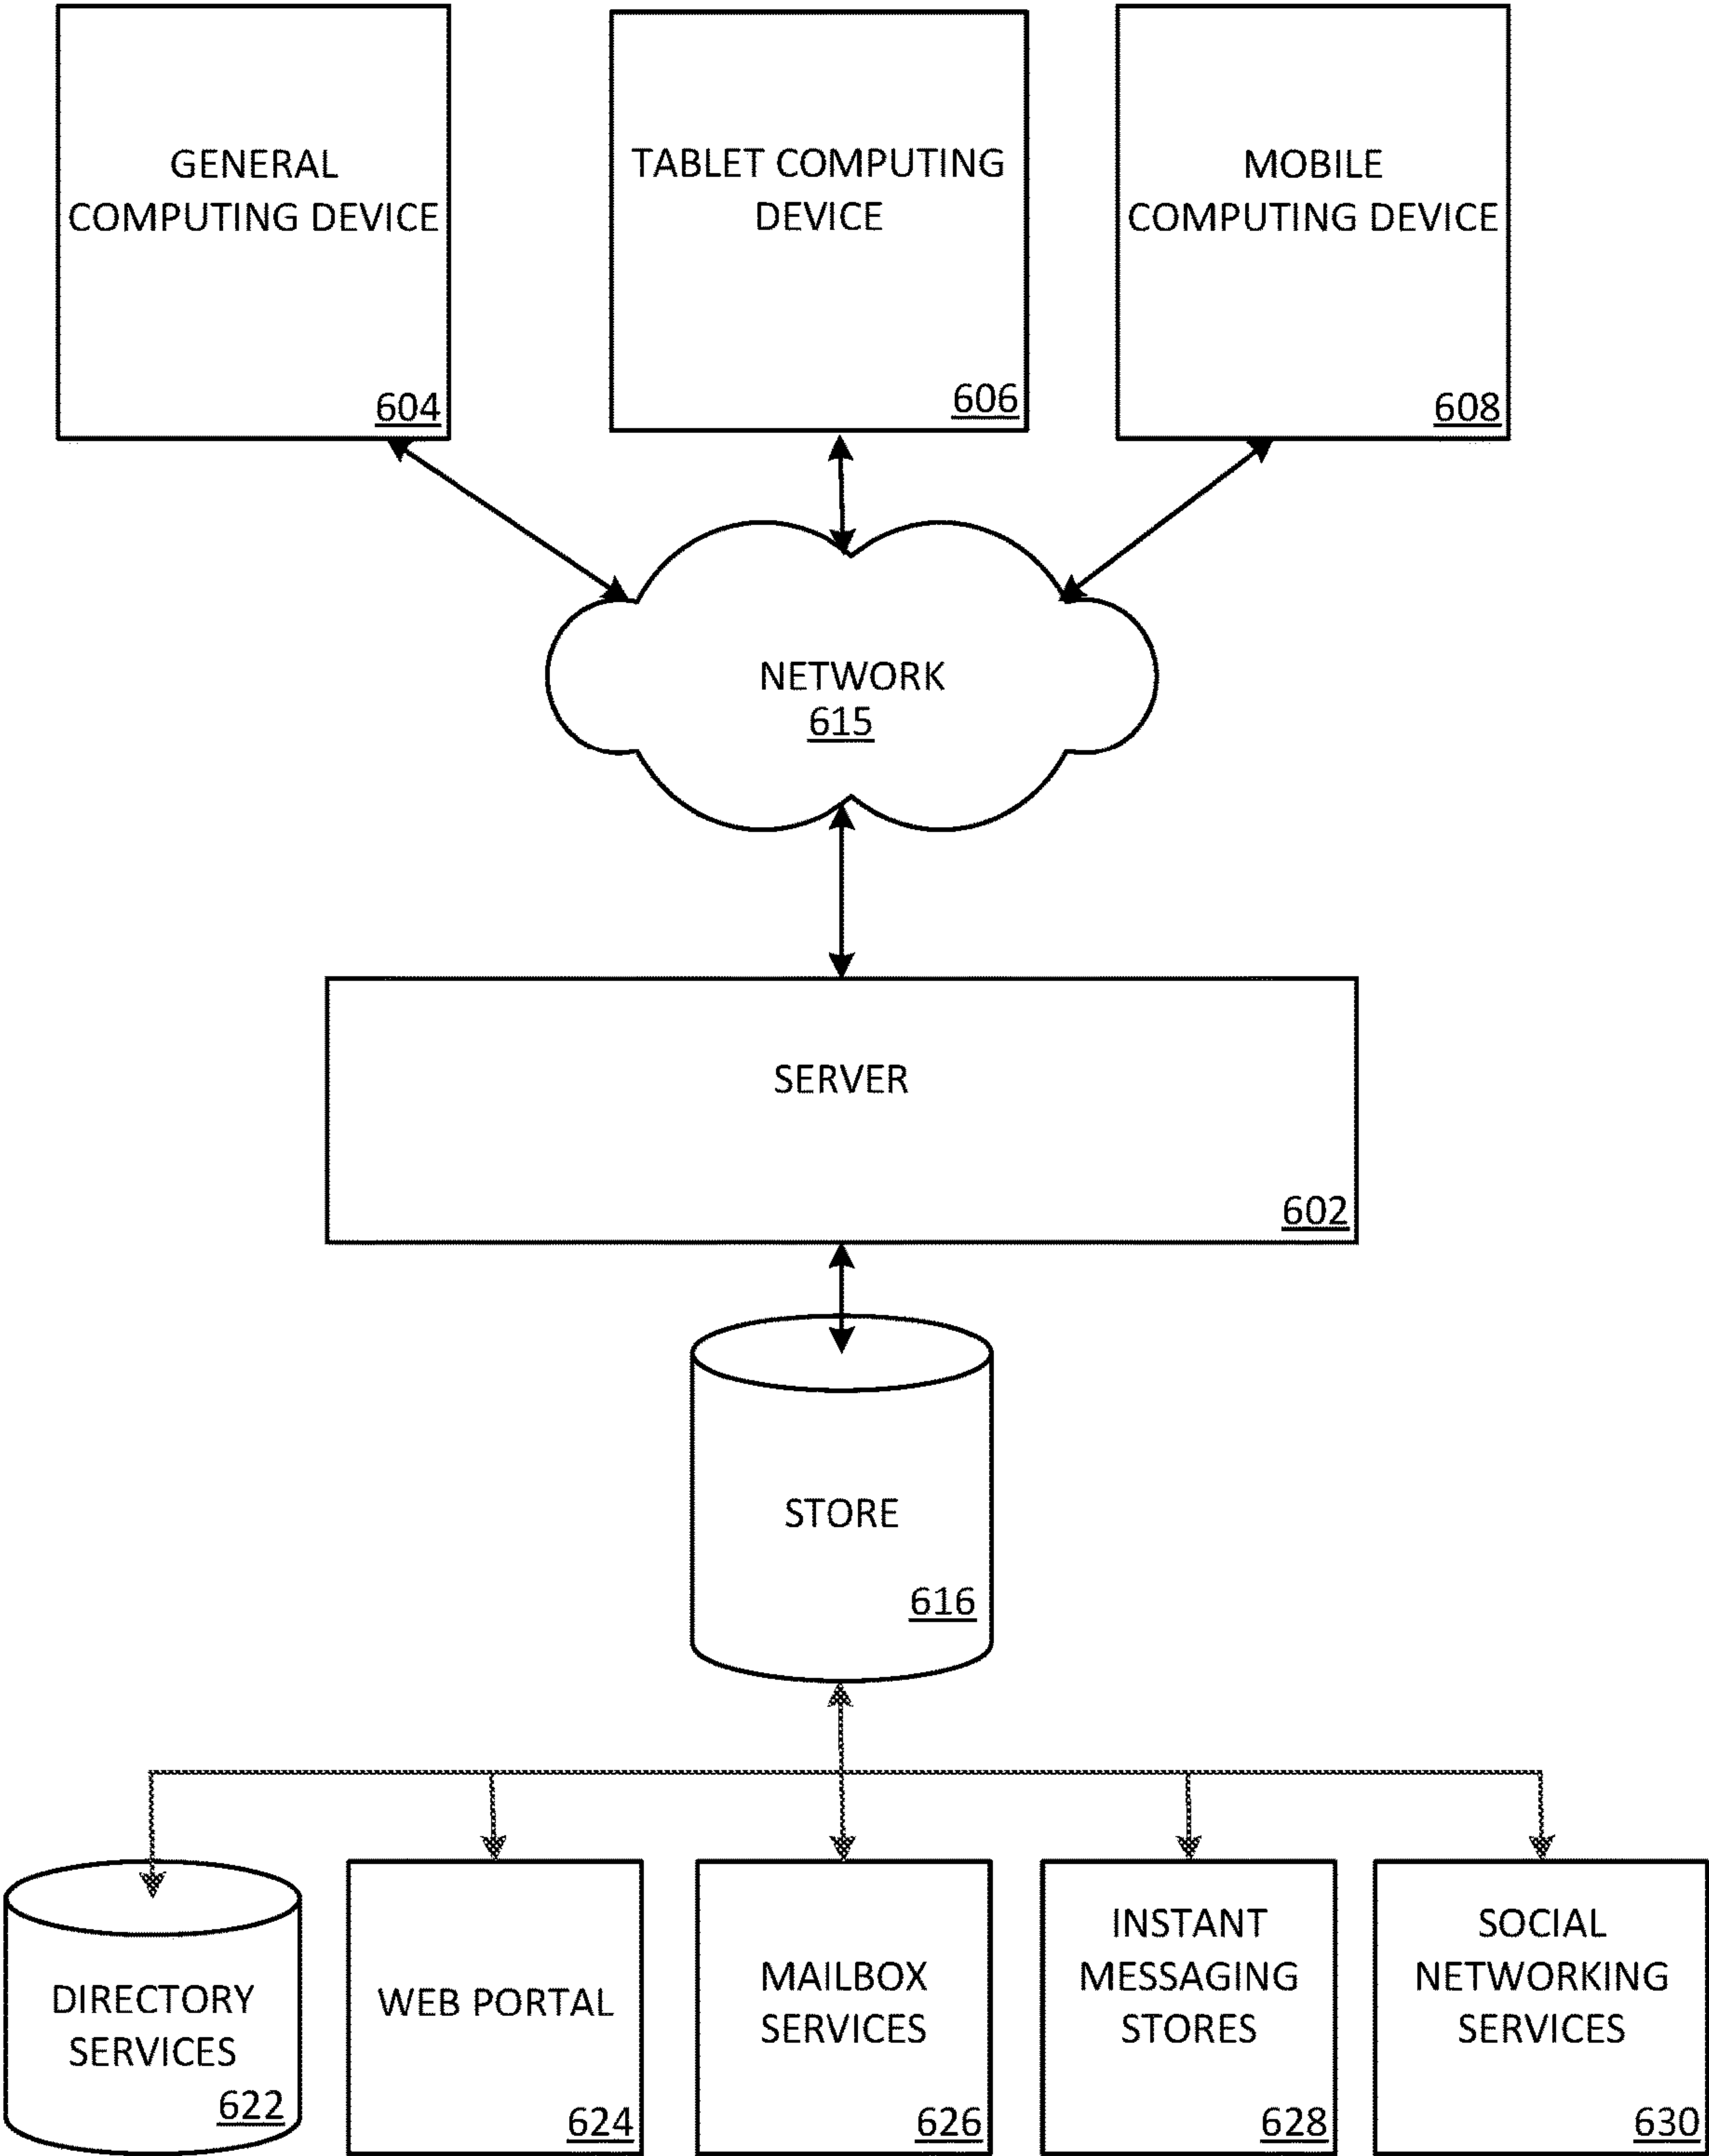 GENERAL
COMPUTING DEVICE
604
TABLET COMPUTING
DEVICE
606
MOBILE
COMPUTING DEVICE
608
NETWORK
615
SERVER
602
STORE
616
DIRECTORY
SERVICES
622
WEB PORTAL
624
MAILBOX
SERVICES
626
INSTANT
MESSAGING
STORES
628
SOCIAL
NETWORKING
SERVICES
630